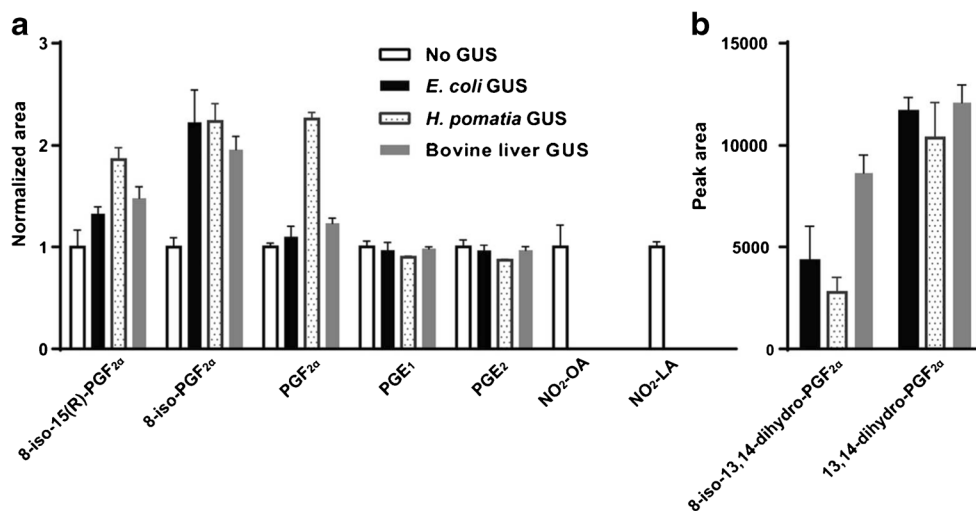 a
Normalized area
3
2
1
0
No GUS
E. coli GUS
H. pomatia GUS
Bovine liver GUS
8-iso-15(R)-PGF2α
8-iso-PGF2α
PGF2α
PGE1
PGE2
NO2-OA
NO2-LA
b
Peak area
15000
10000
5000
0
8-iso-13,14-dihydro-PGF2α
13,14-dihydro-PGF2α